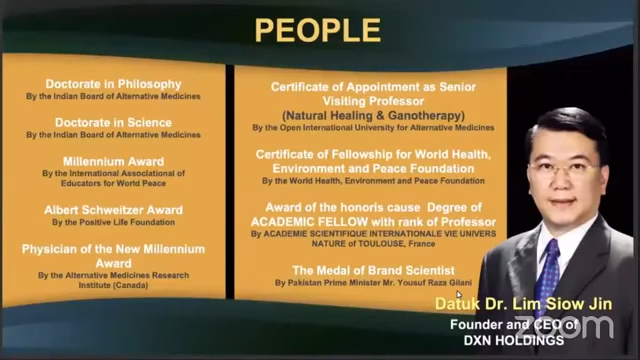 PEOPLE
Doctorate in Philosophy
By the Indian Board of Alternative Medicines
Doctorate in Science
By the Indian Board of Alternative Medicines
Millennium Award
By the International Associational of
Educators for World Peace
Albert Schweitzer Award
By the Positive Life Foundation
Physician of the New Millennium
Award
By the Alternative Medicines Research
Institute (Canada)
Certificate of Appointment as Senior
Visiting Professor
(Natural Healing & Ganotherapy)
By the Open International University for Alternative Medicines
Certificate of Fellowship for World Health,
Environment and Peace Foundation
By the World Health, Environment and Peace Foundation
Award of the honoris cause Degree of
ACADEMIC FELLOW with rank of Professor
By ACADEMIE SCIENTIFIQUE INTERNATIONALE VIE UNIVERS
NATURE of TOULOUSE, France
The Medal of Brand Scientist
By Pakistan Prime Minister Mr. Yousuf Raza Gilani
Datuk Dr. Lim Siow Jin
Founder and CEO of
DXN HOLDINGS
zoom